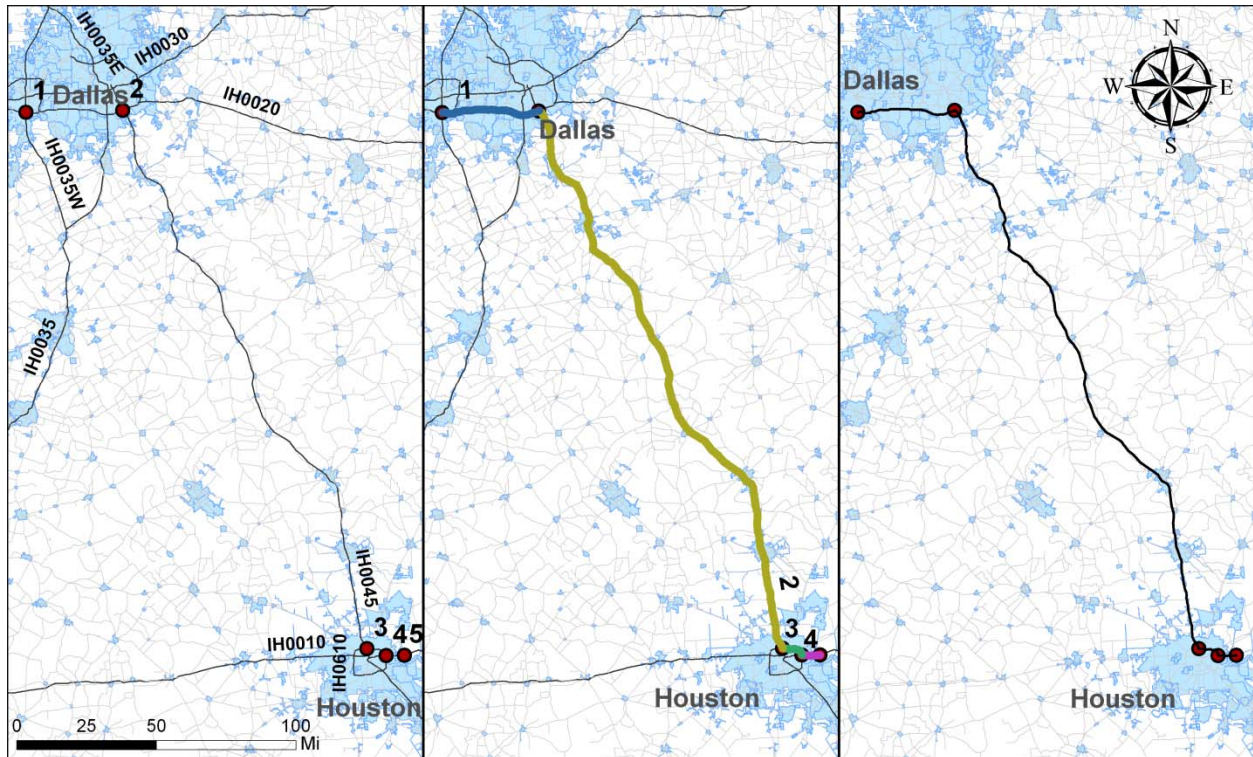 IH0035E
IH0030
1
Dallas
2
IH0020
IH0035W
IH0035
IH0045
IH0010
IH0610
3
45
Houston
0 25 50 100
Mi
1
Dallas
2
3
4
Houston
Dallas
N
W E
S
Houston